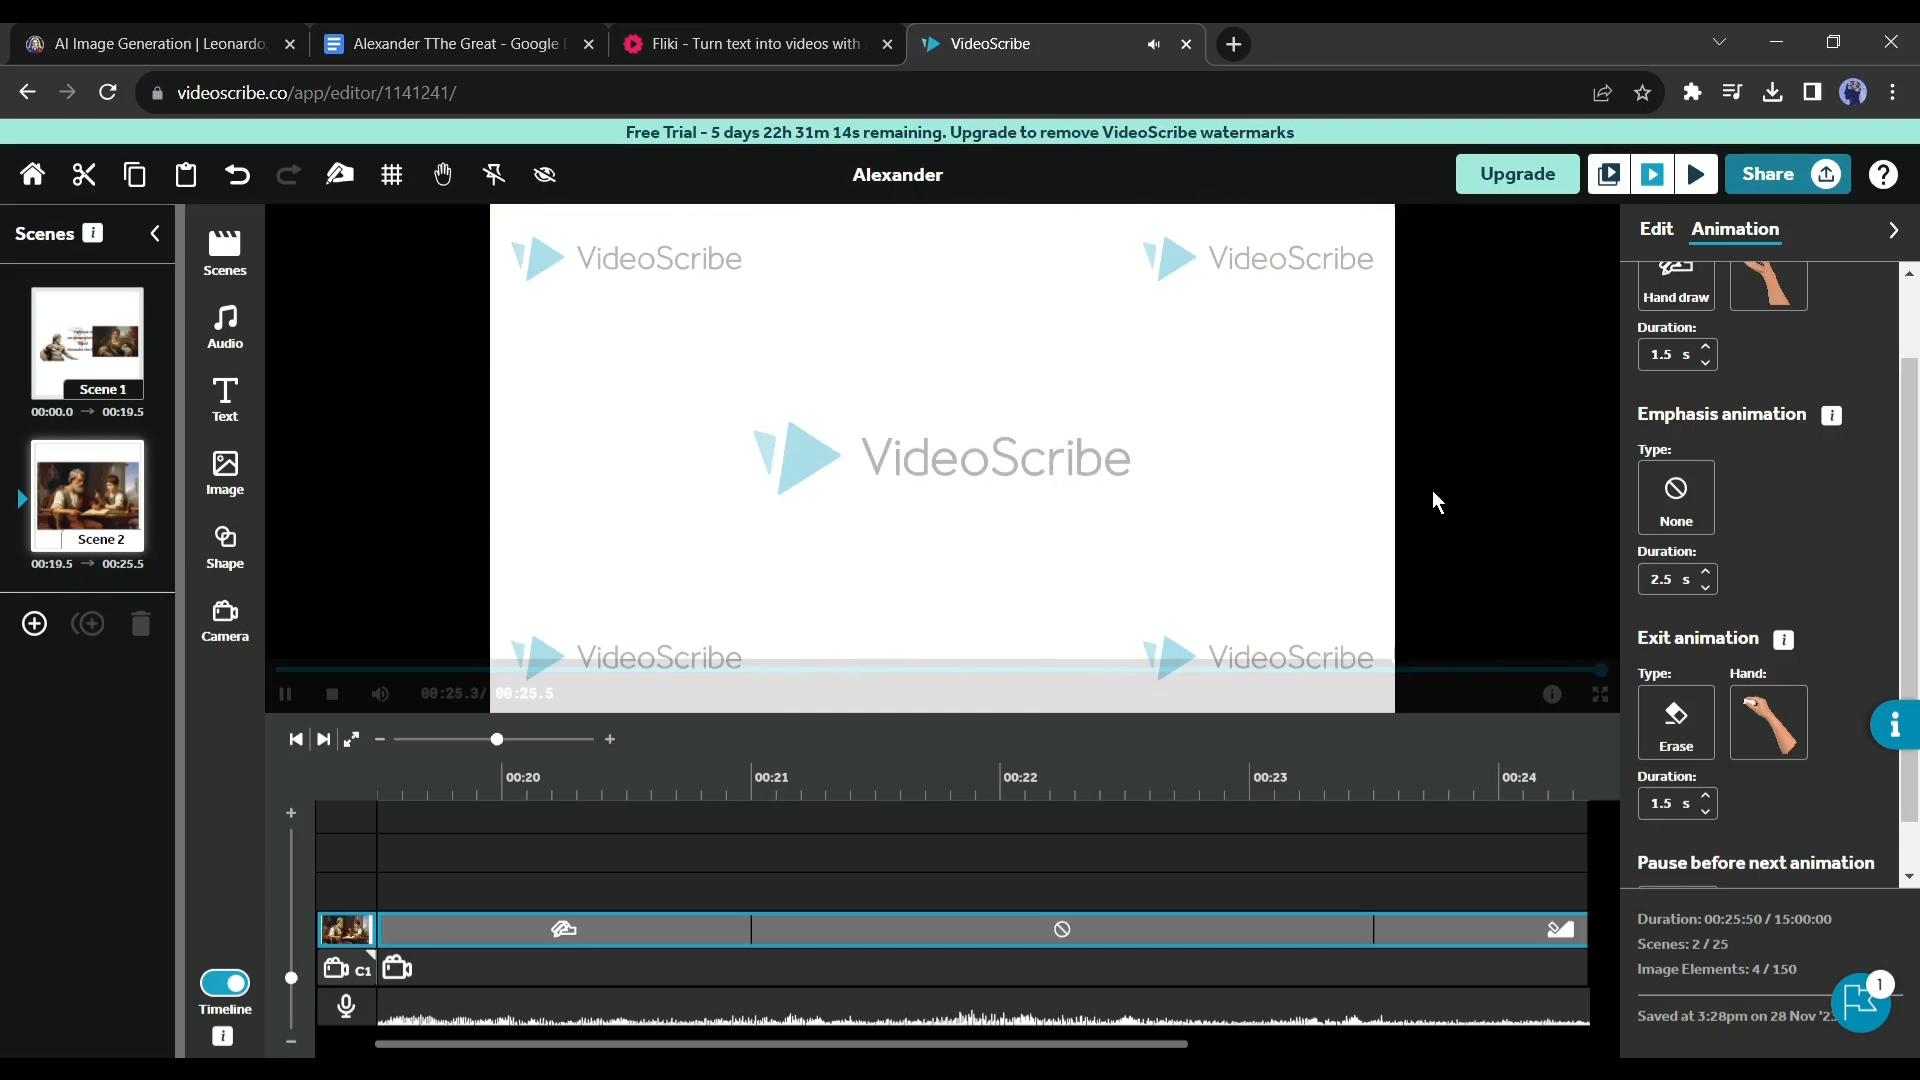 AI Image Generation | Leonardo.
Alexander TThe Great - Google
Fliki - Turn text into videos with
VideoScribe
videoscribe.co/app/editor/1141241/
Free Trial - 5 days 22h 31m 14s remaining. Upgrade to remove VideoScribe watermarks
Alexander
Upgrade
Share
?
Scenes i
Scenes
Audio
Text
Image
Shape
Camera
Timeline
i
Scene 1
00:00.0 → 00:19.5
Scene 2
00:19.5 → 00:25.5
VideoScribe
VideoScribe
VideoScribe
VideoScribe
VideoScribe
00:25.3/ 00:25.5
00:20
00:21
00:22
00:23
00:24
C1
Edit Animation
Hand draw
Duration:
1.5 s
Emphasis animation i
Type:
None
Duration:
2.5 s
Exit animation i
Type: Hand:
Erase
Duration:
1.5 s
Pause before next animation
Duration: 00:25:50 / 15:00:00
Scenes: 2 / 25
Image Elements: 4 / 150
1
Saved at 3:28pm on 28 Nov
i